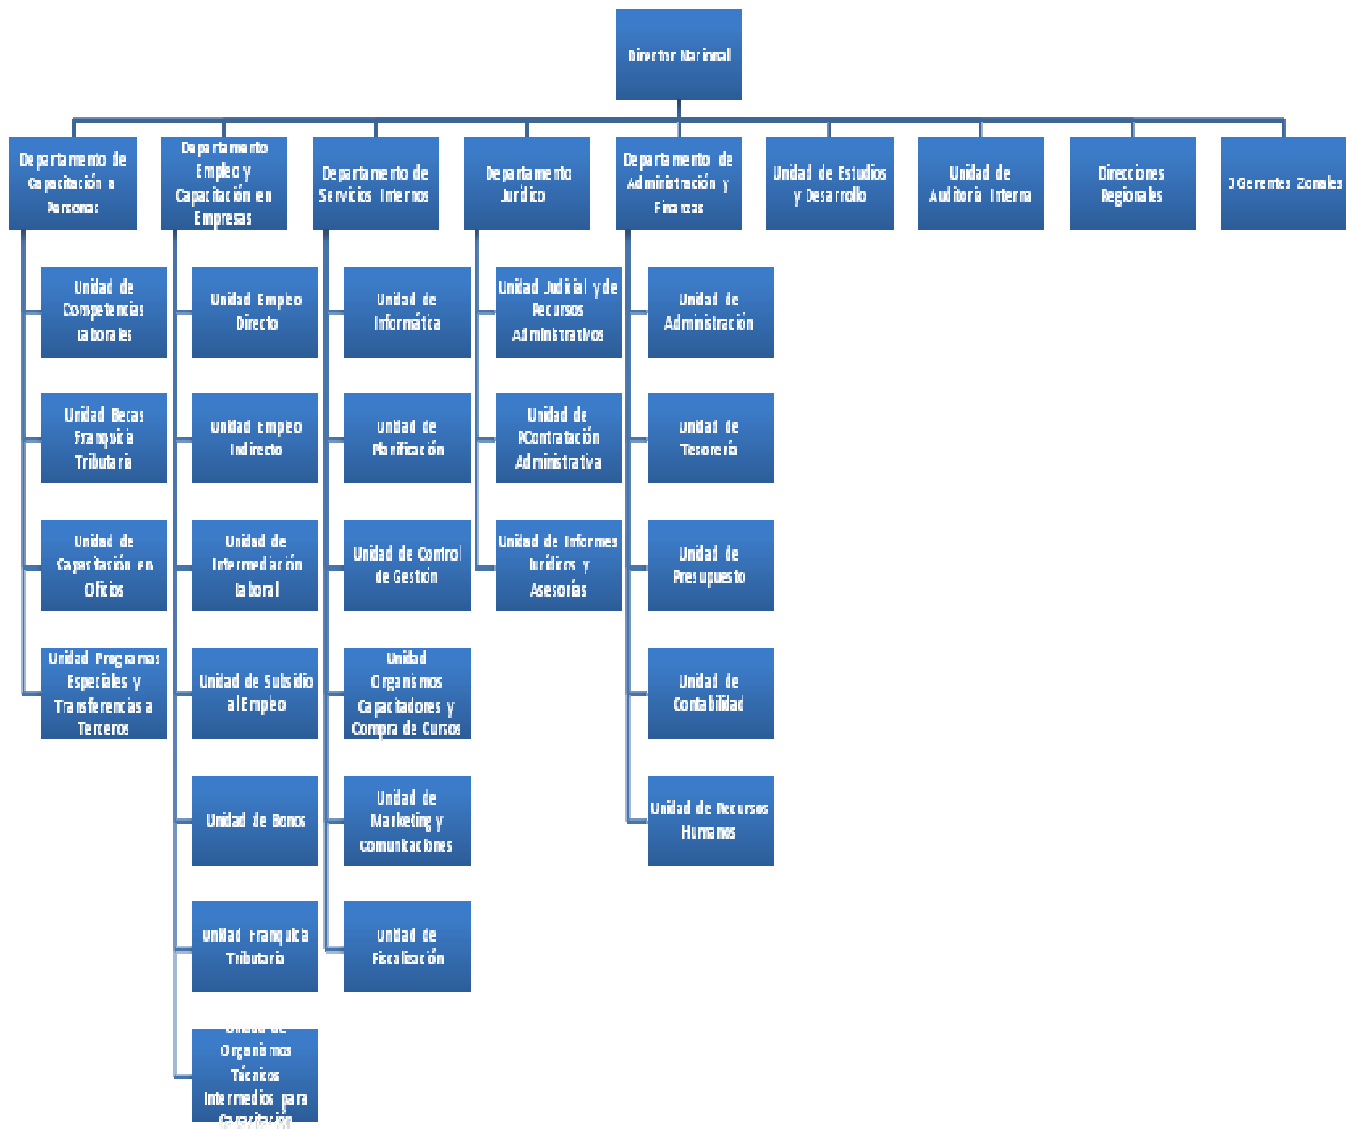 Director Nacional
Departamento de
Capacitación a
Personas
Departamento
Empleo y
Capacitación en
Empresas
Departamento de
Servicios Internos
Departamento
Jurídico
Departamento de
Administración y
Finanzas
Unidad de Estudios
y Desarrollo
Unidad de
Auditoría Interna
Direcciones
Regionales
Gerentes Zonales
Unidad de
Competencias
Laborales
Unidad Becas
Franquicia
Tributaria
Unidad de
Capacitación en
Oficios
Unidad Programas
Especiales y
Transferencias a
Terceros
Unidad Empleo
Directo
Unidad Empleo
Indirecto
Unidad de
Intermediación
Laboral
Unidad de Subsidio
al Empleo
Unidad de Bonos
Unidad Franquicia
Tributaria
Unidad de
Organismos
Técnicos
Intermedios para
Capacitación
Unidad de
Informática
Unidad de
Planificación
Unidad de Control
de Gestión
Unidad
Organismos
Capacitadores y
Compra de Cursos
Unidad de
Marketing y
Comunicaciones
Unidad de
Fiscalización
Unidad Judicial y de
Recursos
Administrativos
Unidad de
PContratación
Administrativa
Unidad de Informes
Jurídicos y
Asesorías
Unidad de
Administración
Unidad de
Tesorería
Unidad de
Presupuesto
Unidad de
Contabilidad
Unidad de Recursos
Humanos